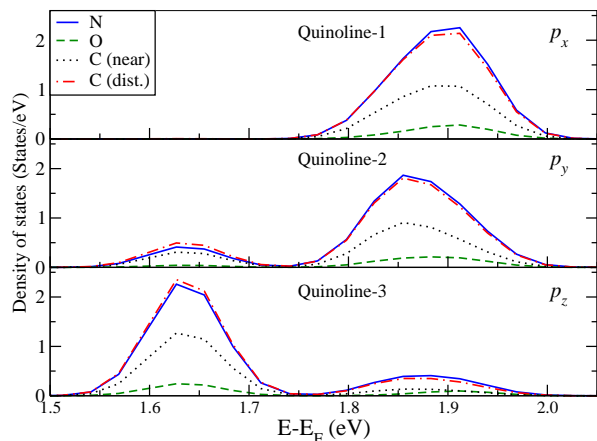 N
O
C (near)
C (dist.)
Quinoline-1
p_x
2
1
0
Quinoline-2
p_y
2
1
0
Quinoline-3
p_z
2
1
0
Density of states (States/eV)
1.5 1.6 1.7 1.8 1.9 2.0
E-E_F (eV)